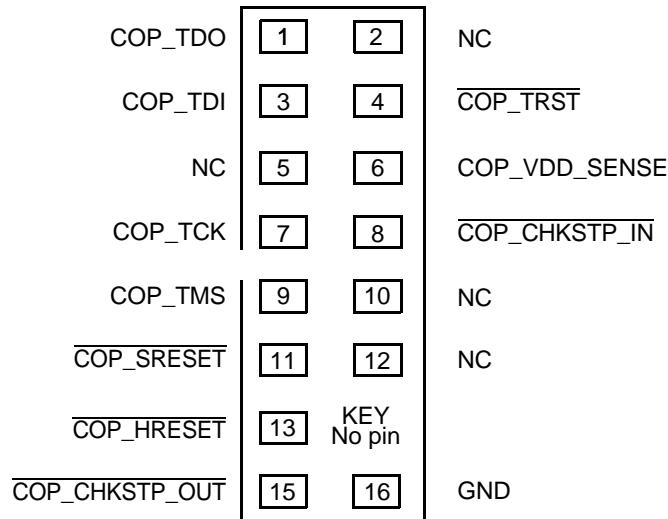 COP_TDO 1 2 NC
COP_TDI 3 4 COP_TRST
NC 5 6 COP_VDD_SENSE
COP_TCK 7 8 COP_CHKSTP_IN
COP_TMS 9 10 NC
COP_SRESET 11 12 NC
COP_HRESET 13 KEY
No pin
COP_CHKSTP_OUT 15 16 GND